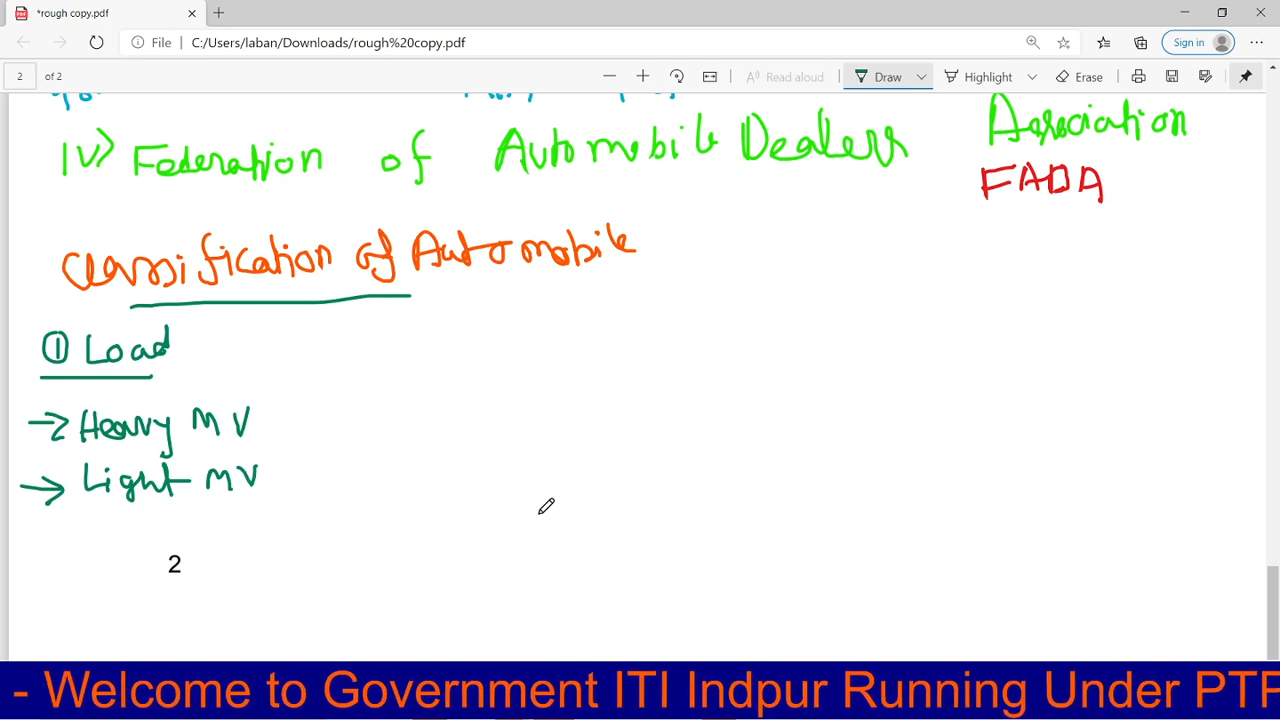 *rough copy.pdf
File C:/Users/laban/Downloads/rough%20copy.pdf Sign in
2 of 2 Read aloud Draw Highlight Erase
iv) Federation of Automobile Dealers Association
FADA
Classification of Automobile
① Load
→ Heavy MV
→ Light MV
2
- Welcome to Government ITI Indpur Running Under PTP